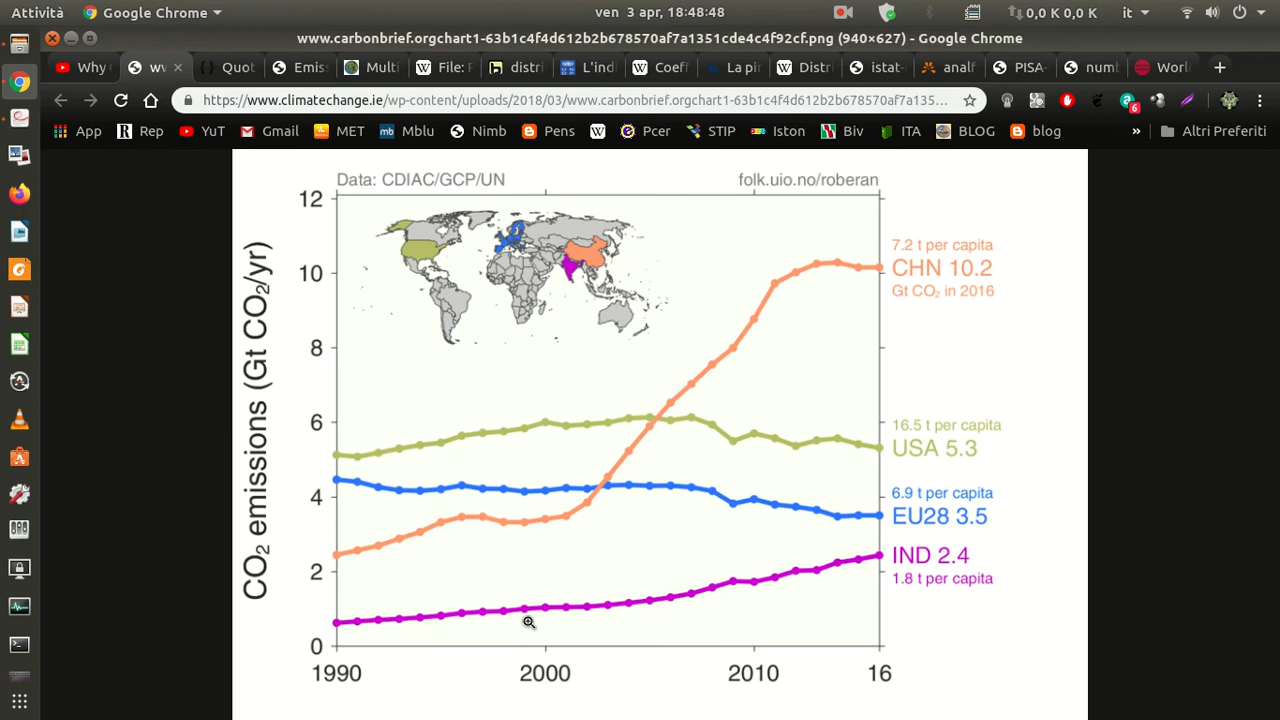 Attività
Google Chrome
ven 3 apr, 18:48:48
0,0 K 0,0 K
it
www.carbonbrief.orgchart1-63b1c4f4d612b2b678570af7a1351cde4c4f92cf.png (940×627) - Google Chrome
Why
ww
Quot
Emis
Multi
File: F
distri
L'indi
Coeff
La pir
Distri
istat-
analf
PISA-
numb
Worl
https://www.climatechange.ie/wp-content/uploads/2018/03/www.carbonbrief.orgchart1-63b1c4f4d612b2b678570af7a135...
6
App
Rep
YuT
Gmail
MET
Mblu
Nimb
Pens
Pcer
STIP
Iston
Biv
ITA
BLOG
blog
»
Altri Preferiti
Data: CDIAC/GCP/UN
folk.uio.no/roberan
CO₂ emissions (Gt CO₂/yr)
12
10
8
6
4
2
0
1990
2000
2010
16
7.2 t per capita
CHN 10.2
Gt CO₂ in 2016
16.5 t per capita
USA 5.3
6.9 t per capita
EU28 3.5
IND 2.4
1.8 t per capita